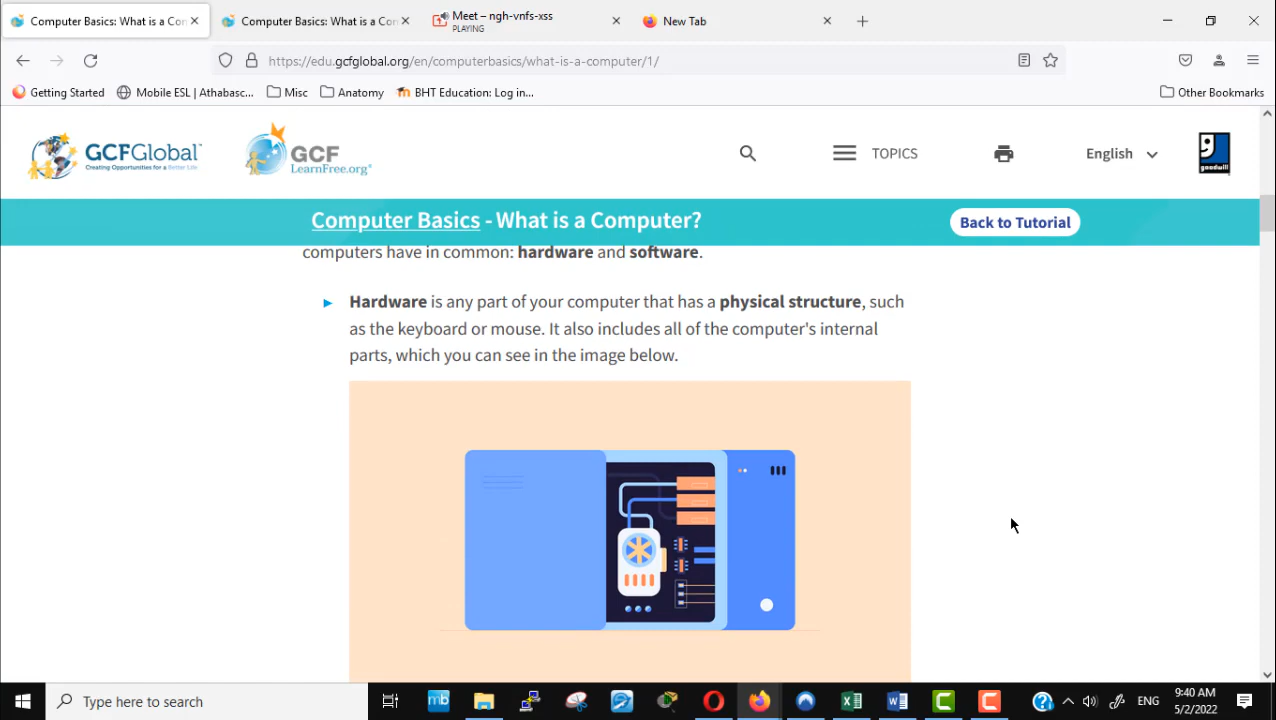 Computer Basics: What is a Con
Computer Basics: What is a Con
Meet – ngh-vnfs-xss
PLAYING
New Tab
https://edu.gcfglobal.org/en/computerbasics/what-is-a-computer/1/
Getting Started
Mobile ESL | Athabasc...
Misc
Anatomy
BHT Education: Log in...
Other Bookmarks
GCFGlobal
Creating Opportunities for a Better Life
GCF
LearnFree.org®
TOPICS
English
goodwill
Computer Basics - What is a Computer?
Back to Tutorial
computers have in common: hardware and software.
Hardware is any part of your computer that has a physical structure, such
as the keyboard or mouse. It also includes all of the computer's internal
parts, which you can see in the image below.
Type here to search
mb
ENG
9:40 AM
5/2/2022